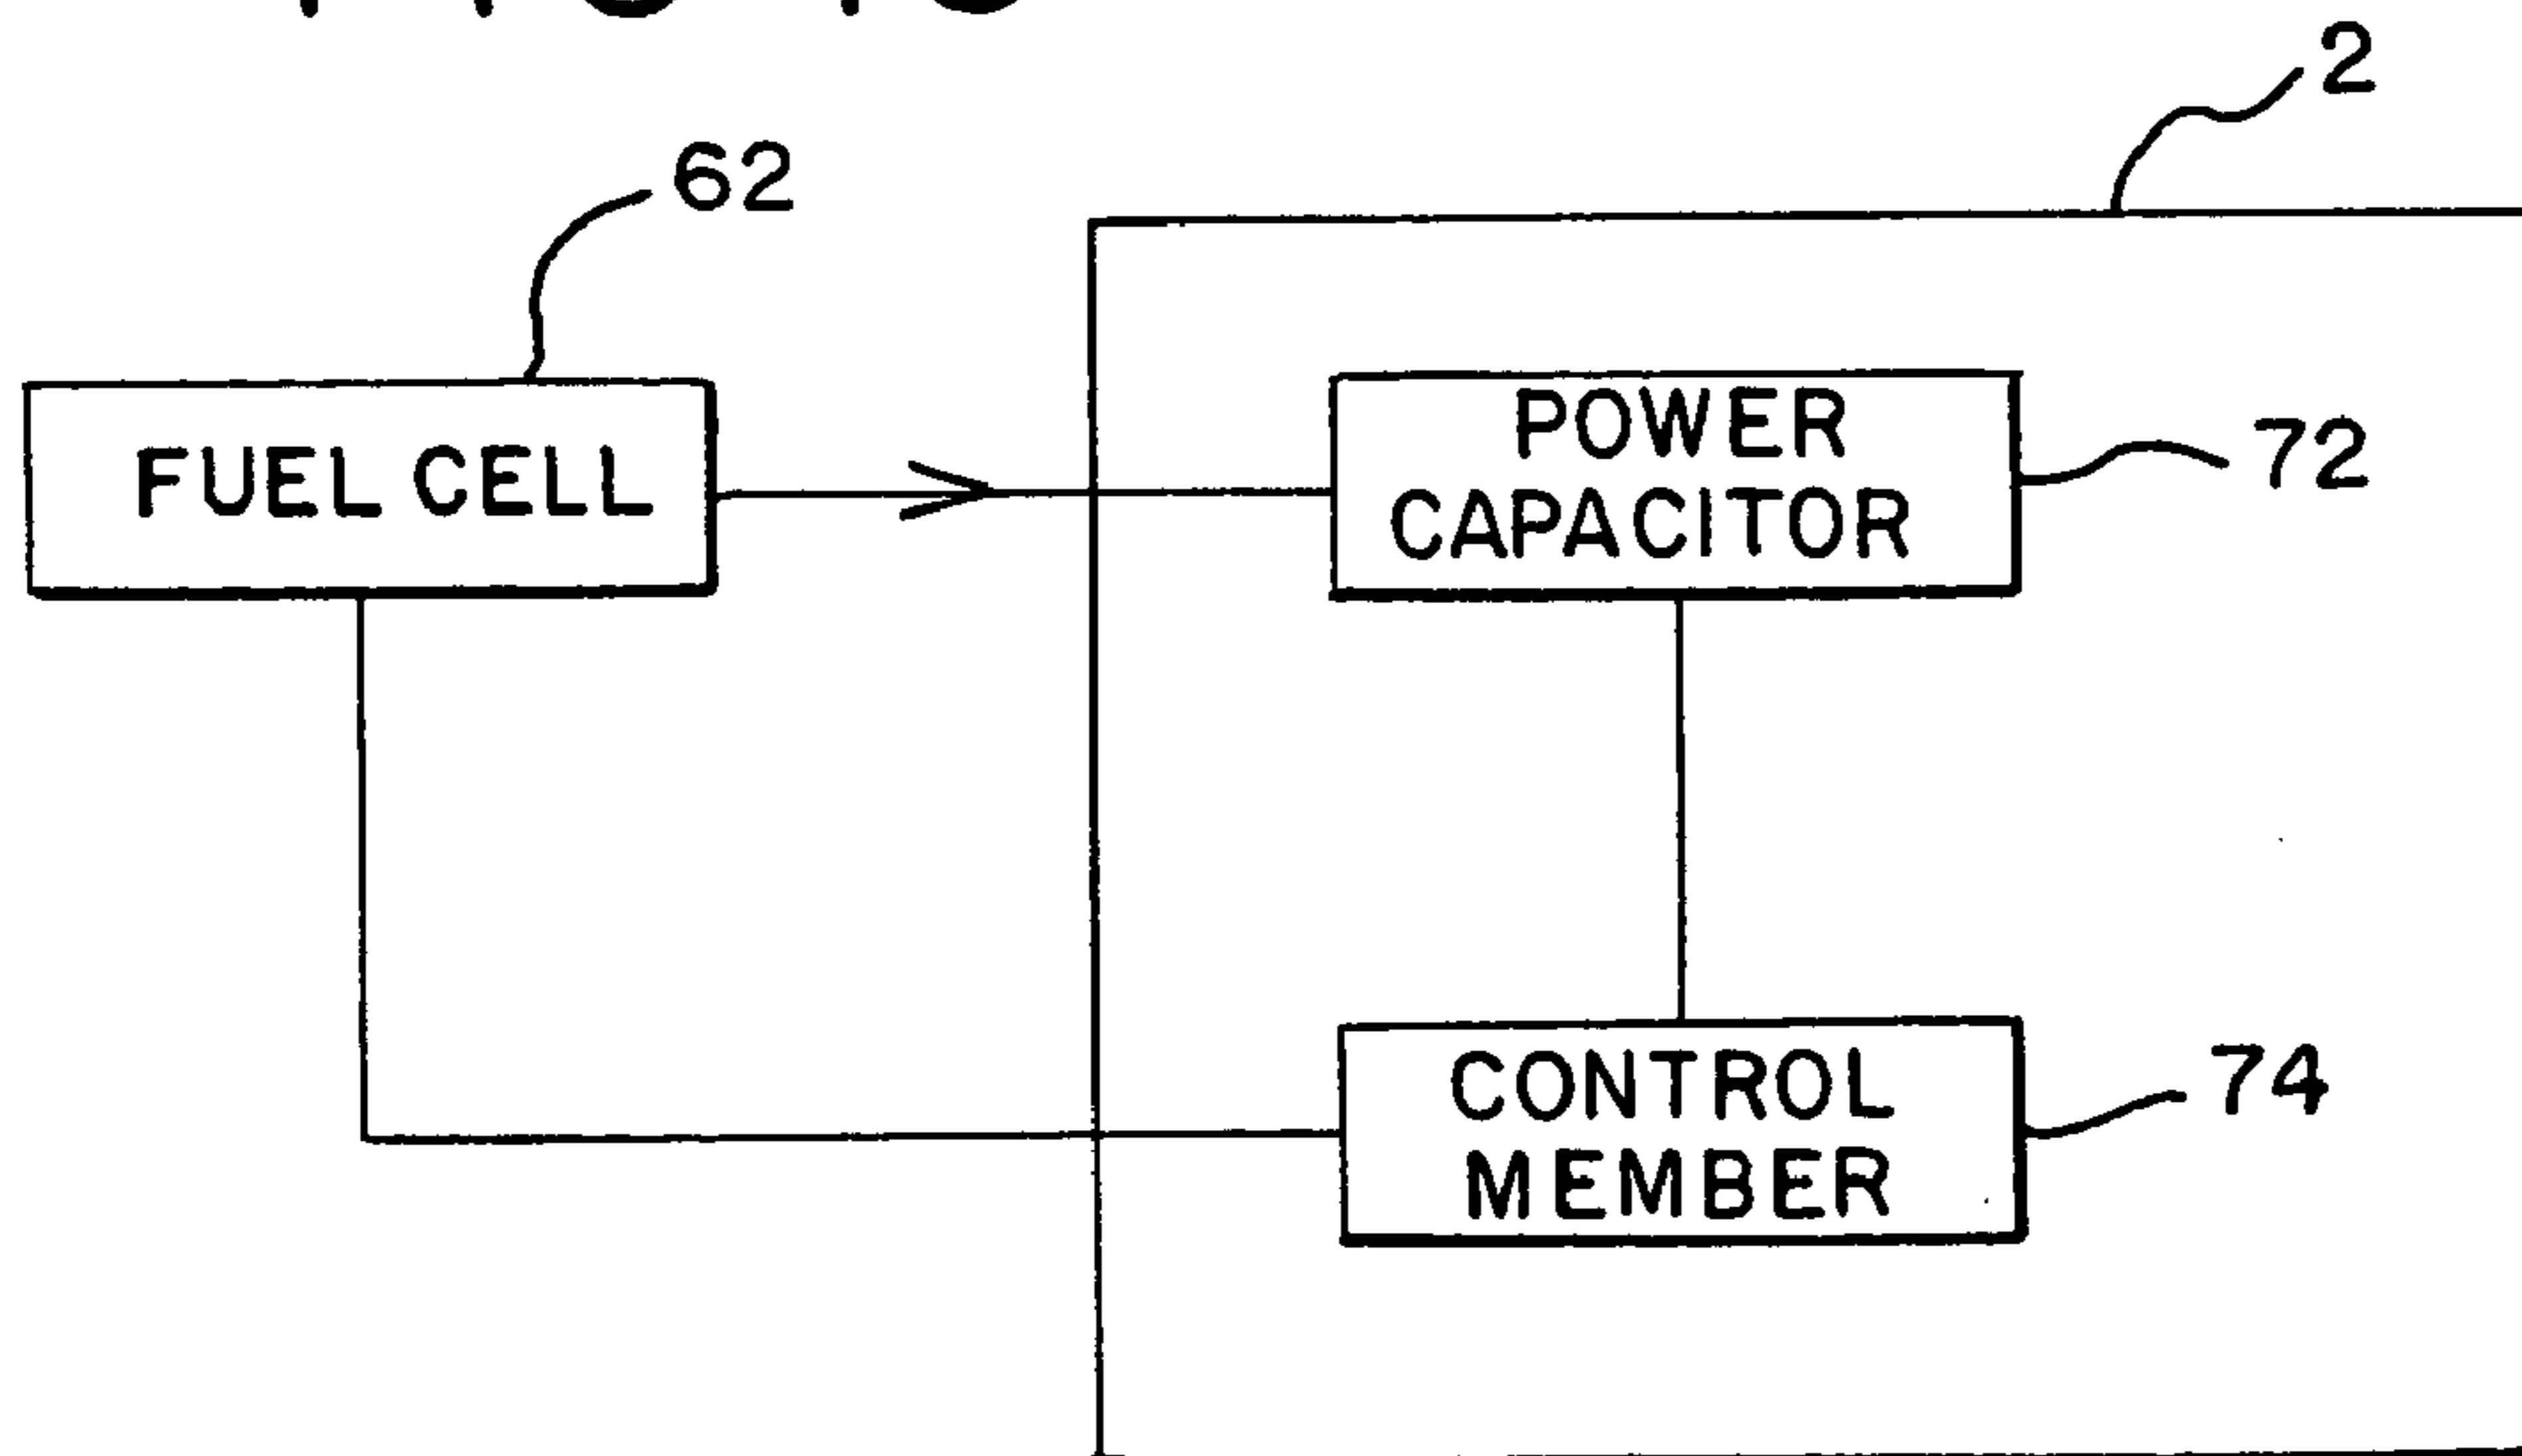 2
62
FUEL CELL
POWER
CAPACITOR
72
CONTROL
MEMBER
74